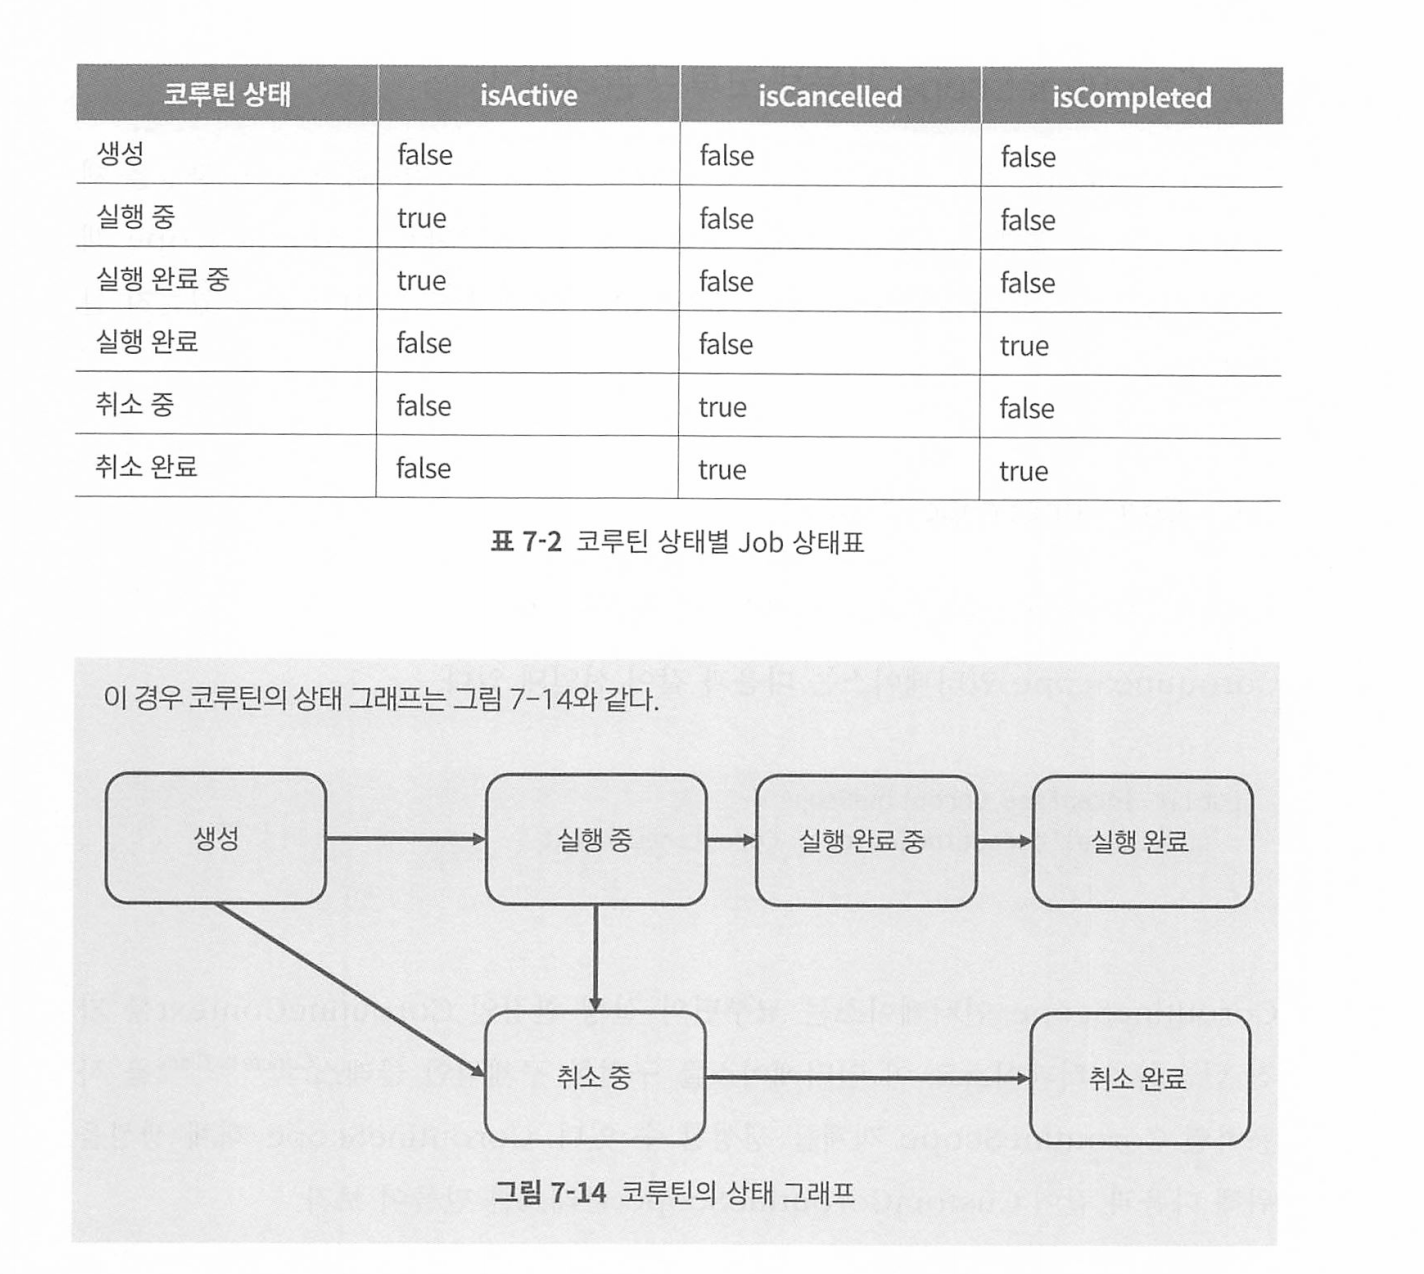 코루틴 상태 isActive isCancelled isCompleted
생성 false false false
실행 중 true false false
실행 완료 중 true false false
실행 완료 false false true
취소 중 false true false
취소 완료 false true true
표 7-2 코루틴 상태별 Job 상태표
이 경우 코루틴의 상태 그래프는 그림 7-14와 같다.
생성 실행 중 실행 완료 중 실행 완료
취소 중 취소 완료
그림 7-14 코루틴의 상태 그래프